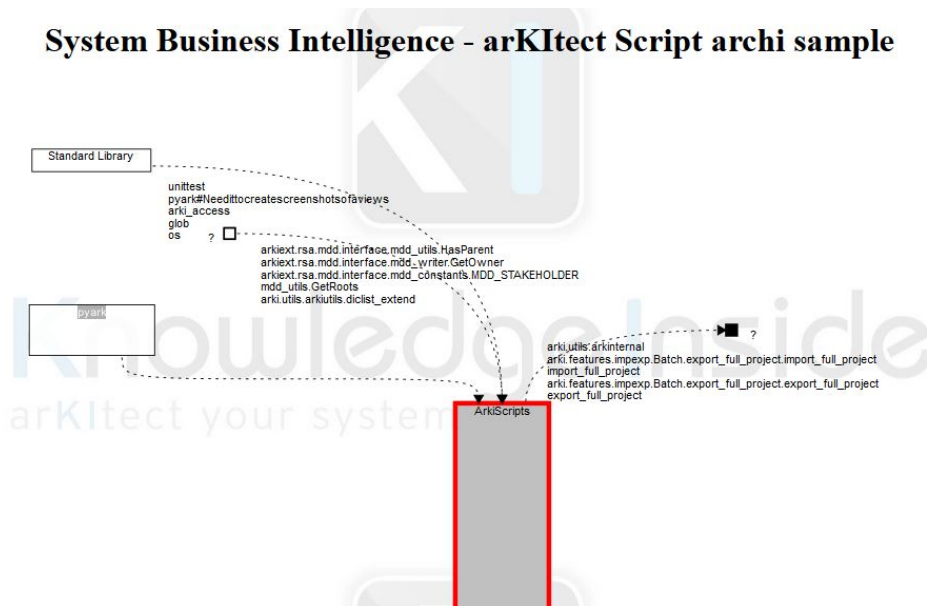 System Business Intelligence - arKItect Script archi sample
KI
Standard Library
unittest
pyark#Needittocreatescreenshotsofaviews
arki_access
glob
os
?
arkiext.rsa.mdd.interface.mdd_utils.HasParent
arkiext.rsa.mdd.interface.mdd_writer.GetOwner
arkiext.rsa.mdd.interface.mdd_constants.MDD_STAKEHOLDER
mdd_utils.GetRoots
arki.utils.arkiutils.diclist_extend
pyark
KnowledgeInside
arKItect your system
?
arki.utils.arkinternal
arki.features.impexp.Batch.export_full_project.import_full_project
import_full_project
arki.features.impexp.Batch.export_full_project.export_full_project
export_full_project
ArkiScripts